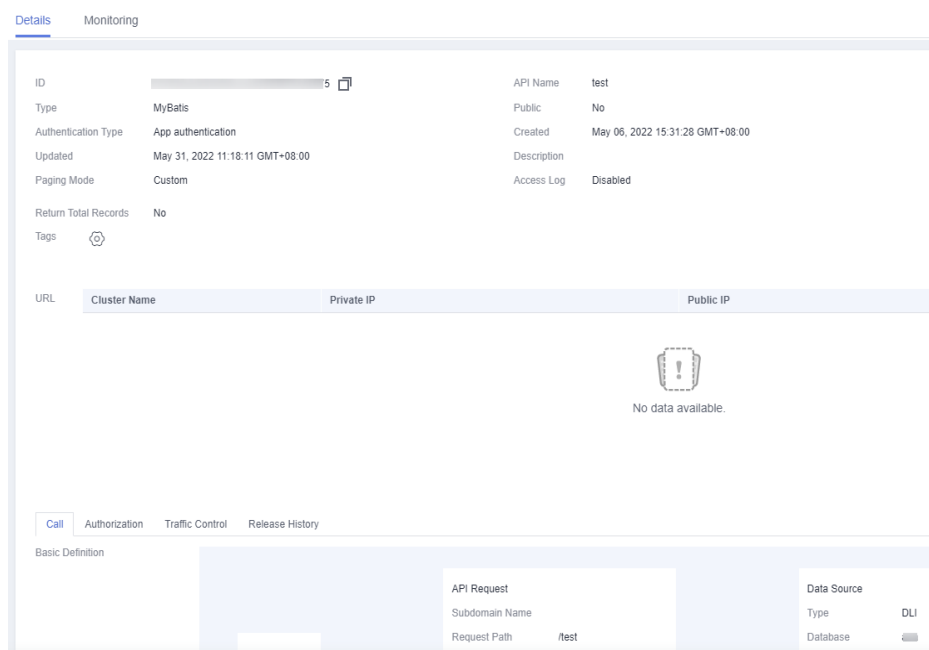 Details Monitoring
ID 5 API Name test
Type MyBatis Public No
Authentication Type App authentication Created May 06, 2022 15:31:28 GMT+08:00
Updated May 31, 2022 11:18:11 GMT+08:00 Description
Paging Mode Custom Access Log Disabled
Return Total Records No
Tags
URL Cluster Name Private IP Public IP
No data available.
Call Authorization Traffic Control Release History
Basic Definition
API Request Data Source
Subdomain Name Type DLI
Request Path /test Database